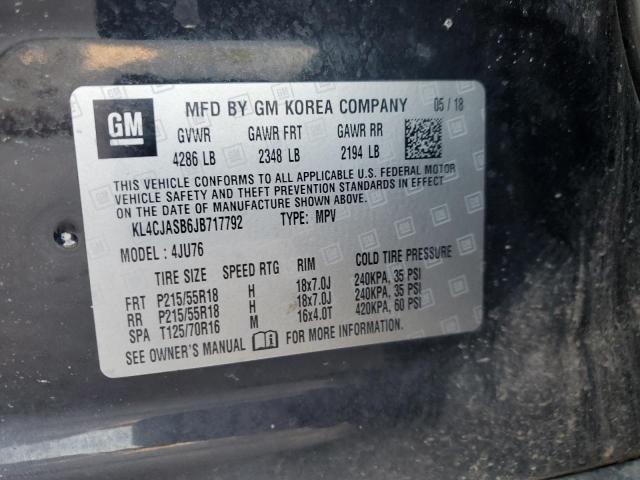 GM
MFD BY GM KOREA COMPANY 05 / 18
GVWR GAWR FRT GAWR RR
4286 LB 2348 LB 2194 LB
THIS VEHICLE CONFORMS TO ALL APPLICABLE U.S. FEDERAL MOTOR
VEHICLE SAFETY AND THEFT PREVENTION STANDARDS IN EFFECT
ON THE DATE OF MANUFACTURE SHOWN ABOVE.
KL4CJASB6JB717792 TYPE: MPV
MODEL: 4JU76
TIRE SIZE SPEED RTG RIM COLD TIRE PRESSURE
FRT P215/55R18 H 18x7.0J 240KPA, 35 PSI
RR P215/55R18 H 18x7.0J 240KPA, 35 PSI
SPA T125/70R16 M 16x4.0T 420KPA, 60 PSI
SEE OWNER'S MANUAL i FOR MORE INFORMATION.